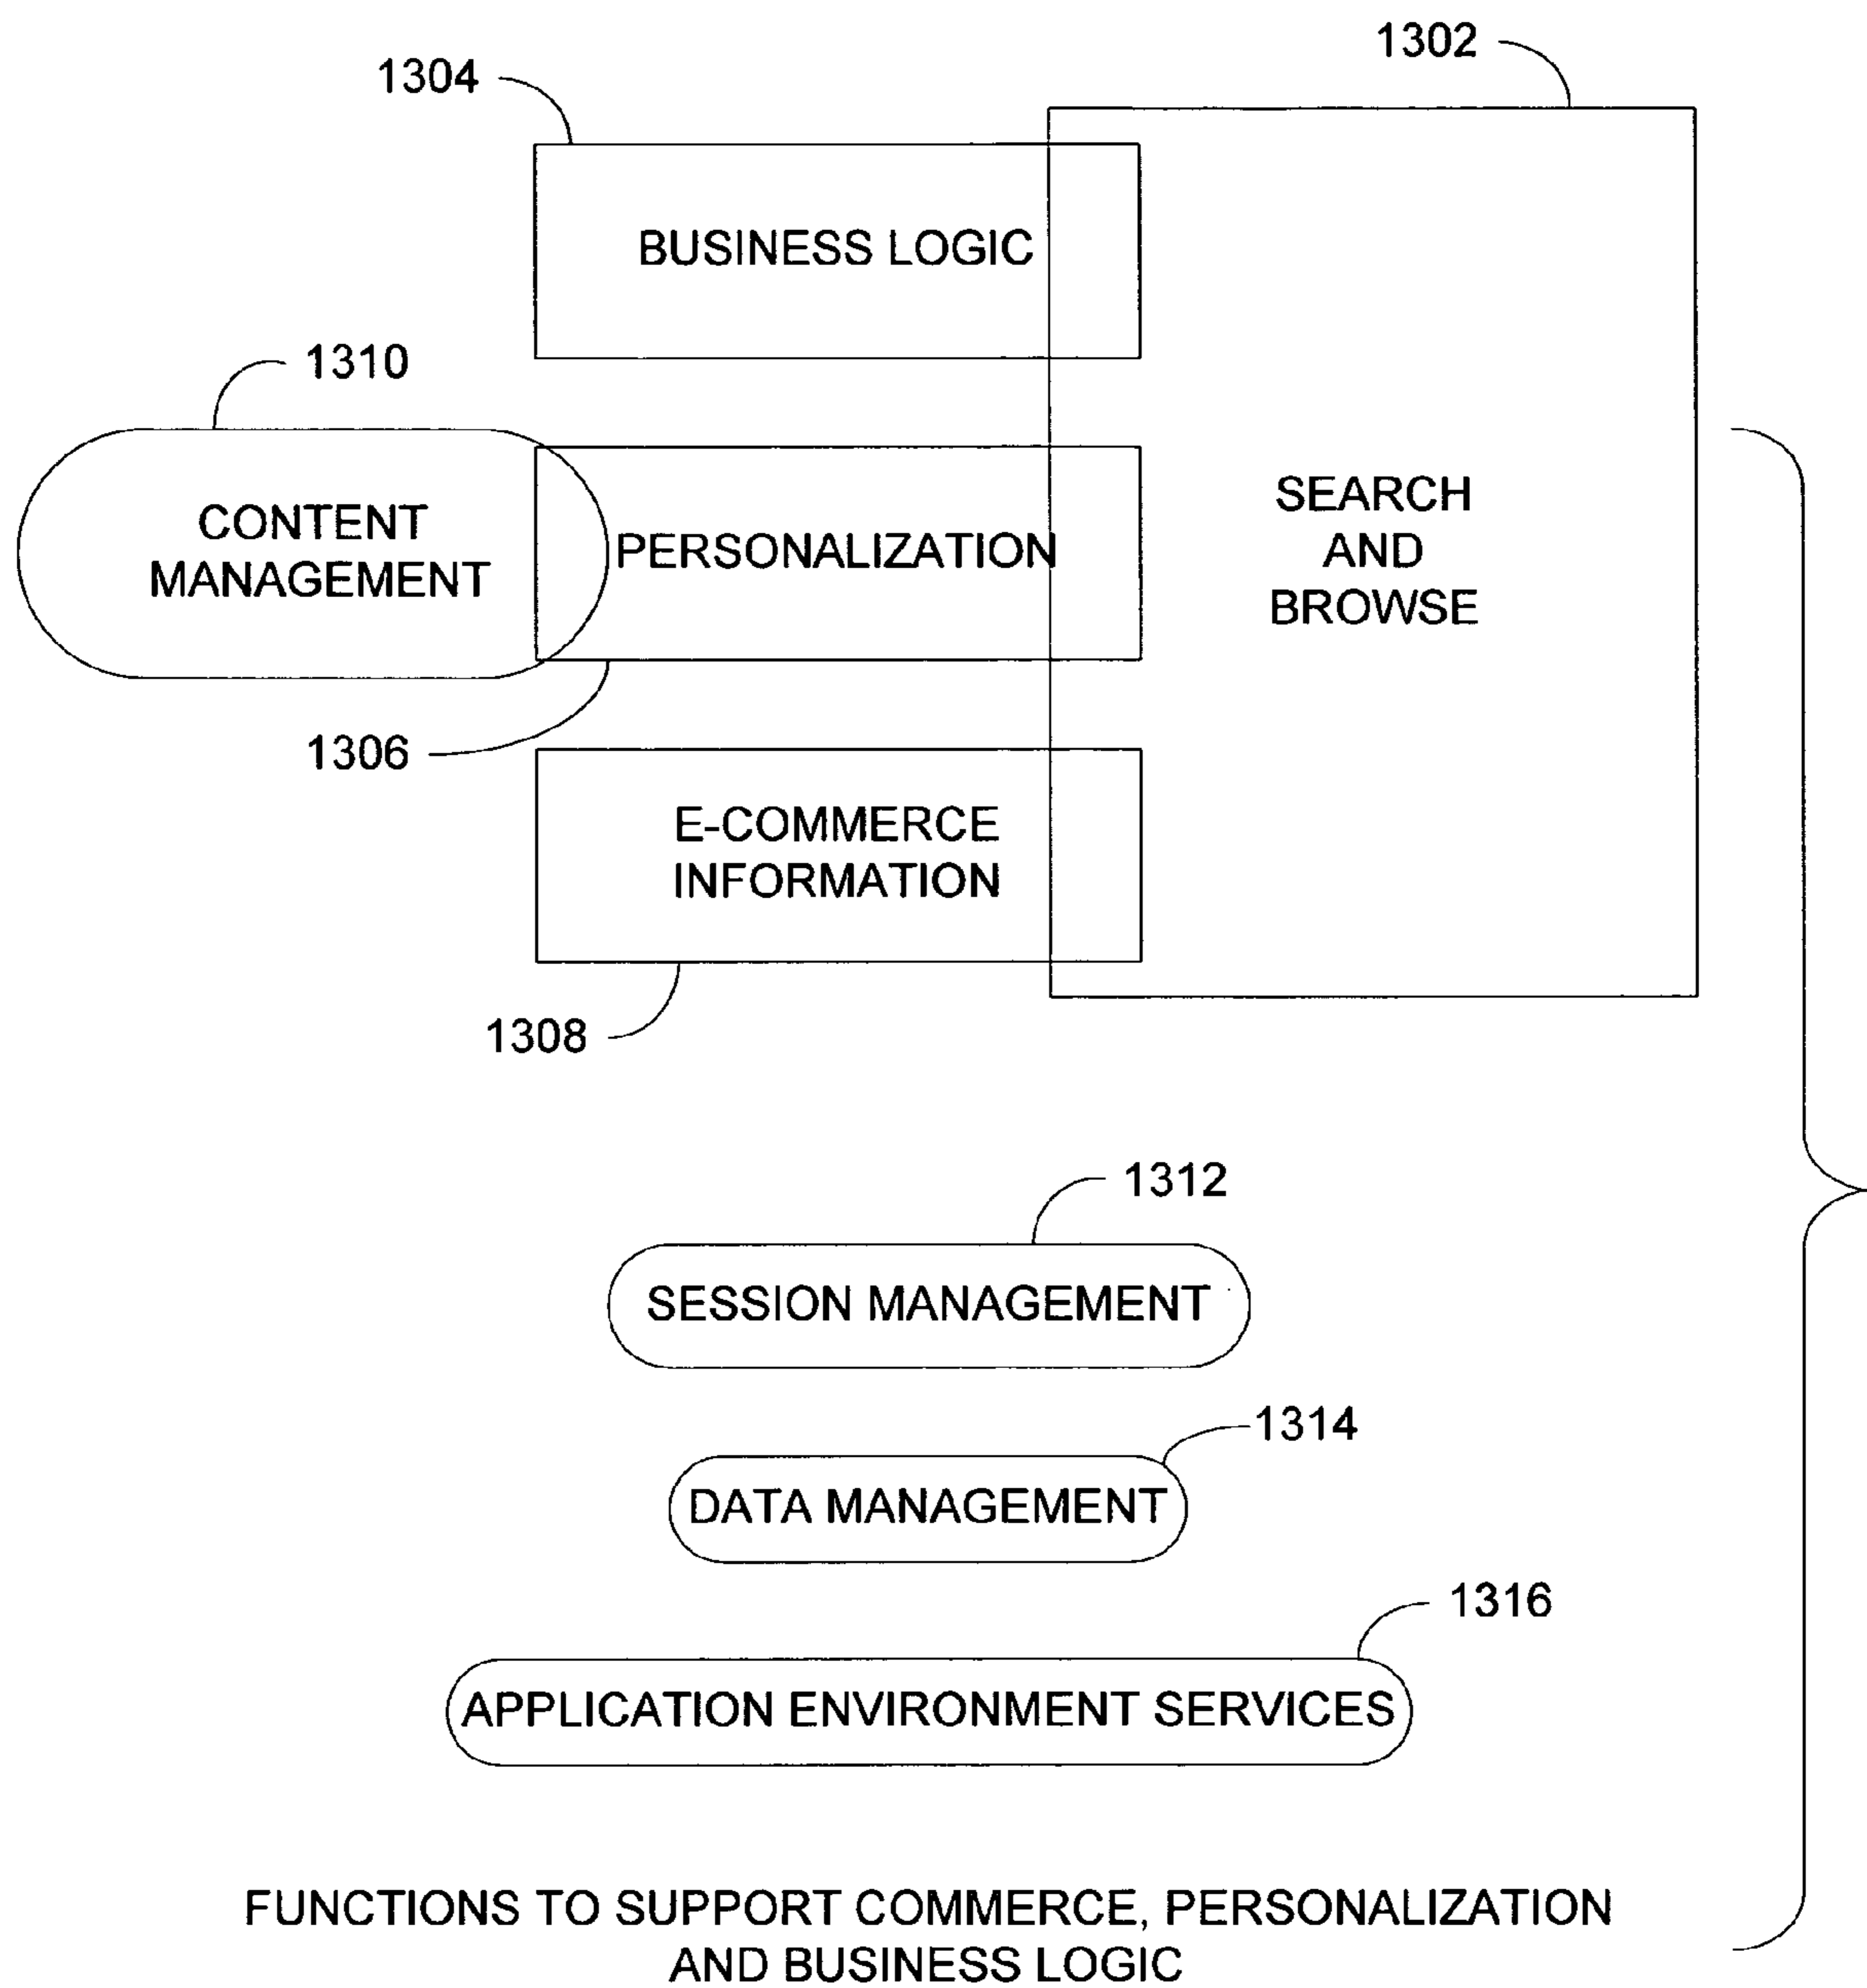 1302
1304
BUSINESS LOGIC
1310
CONTENT
MANAGEMENT
PERSONALIZATION
SEARCH
AND
BROWSE
1306
E-COMMERCE
INFORMATION
1308
1312
SESSION MANAGEMENT
1314
DATA MANAGEMENT
1316
APPLICATION ENVIRONMENT SERVICES
FUNCTIONS TO SUPPORT COMMERCE, PERSONALIZATION
AND BUSINESS LOGIC